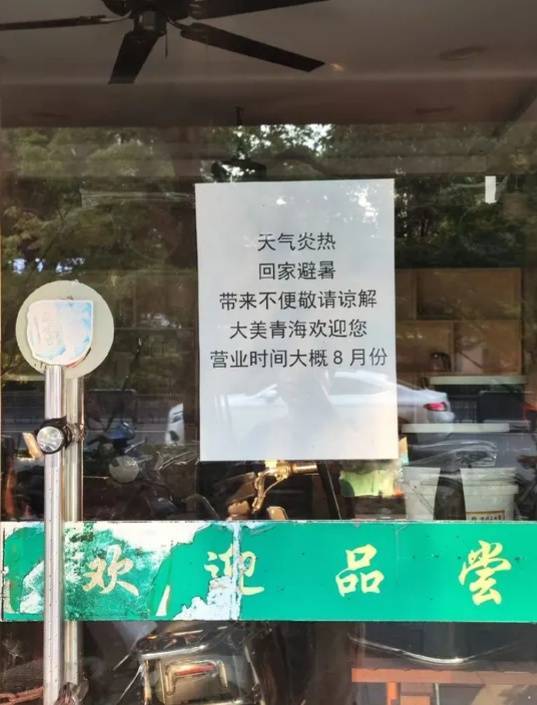 天气炎热
回家避暑
带来不便敬请谅解
大美青海欢迎您
营业时间大概 8 月份
欢迎品尝